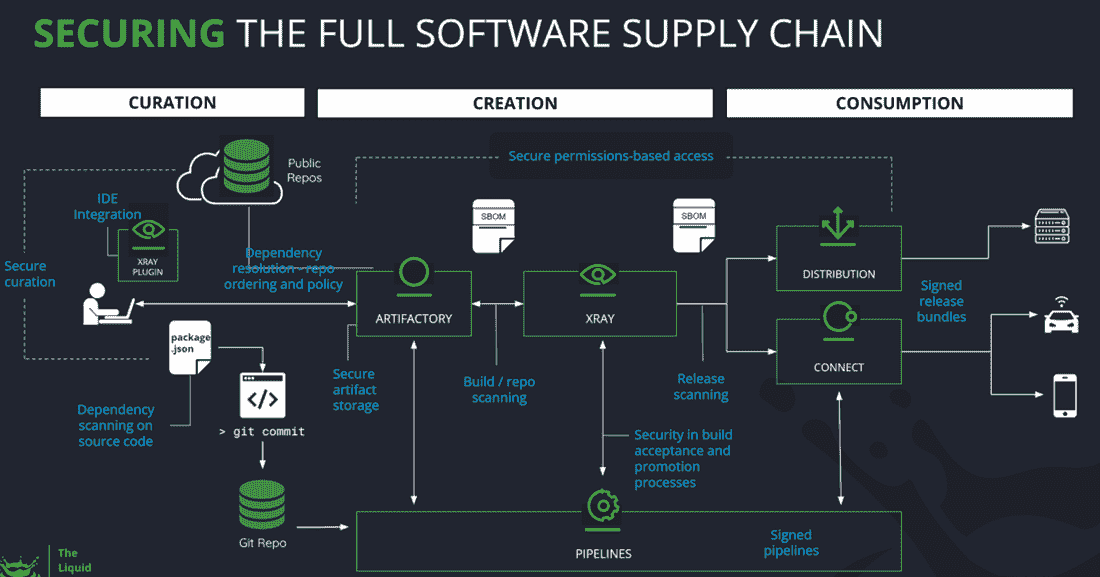 SECURING THE FULL SOFTWARE SUPPLY CHAIN
CURATION
CREATION
CONSUMPTION
Public
Repos
Secure permissions-based access
IDE
Integration
XRAY
PLUGIN
SBOM
SBOM
Secure
curation
Dependency
resolution - repo
ordering and policy
ARTIFACTORY
XRAY
DISTRIBUTION
CONNECT
Signed
release
bundles
package
.json
Secure
artifact
storage
Build / repo
scanning
Release
scanning
Dependency
scanning on
source code
</>
> git commit
Security in build
acceptance and
promotion
processes
Git Repo
PIPELINES
Signed
pipelines
The
Liquid